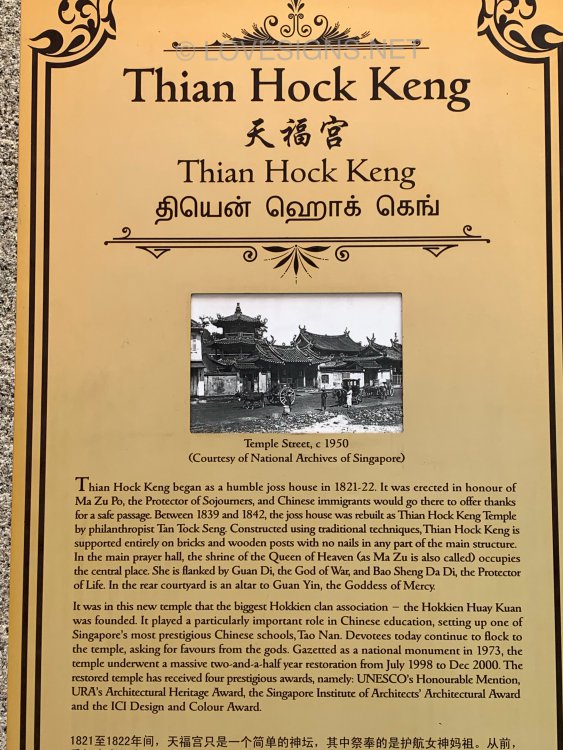 © LOVESIGNS.NET
Thian Hock Keng
天福宫
Thian Hock Keng
தியென் ஹொக் கெங்
Temple Street, c 1950
(Courtesy of National Archives of Singapore)
Thian Hock Keng began as a humble joss house in 1821-22. It was erected in honour of
Ma Zu Po, the Protector of Sojourners, and Chinese immigrants would go there to offer thanks
for a safe passage. Between 1839 and 1842, the joss house was rebuilt as Thian Hock Keng Temple
by philanthropist Tan Tock Seng. Constructed using traditional techniques, Thian Hock Keng is
supported entirely on bricks and wooden posts with no nails in any part of the main structure.
In the main prayer hall, the shrine of the Queen of Heaven (as Ma Zu is also called) occupies
the central place. She is flanked by Guan Di, the God of War, and Bao Sheng Da Di, the Protector
of Life. In the rear courtyard is an altar to Guan Yin, the Goddess of Mercy.
It was in this new temple that the biggest Hokkien clan association – the Hokkien Huay Kuan
was founded. It played a particularly important role in Chinese education, setting up one of
Singapore's most prestigious Chinese schools, Tao Nan. Devotees today continue to flock to
the temple, asking for favours from the gods. Gazetted as a national monument in 1973, the
temple underwent a massive two-and-a-half year restoration from July 1998 to Dec 2000. The
restored temple has received four prestigious awards, namely: UNESCO's Honourable Mention,
URA's Architectural Heritage Award, the Singapore Institute of Architects' Architectural Award
and the ICI Design and Colour Award.
1821至1822年间，天福宫只是一个简单的神坛，其中祭奉的是护航女神妈祖。从前，